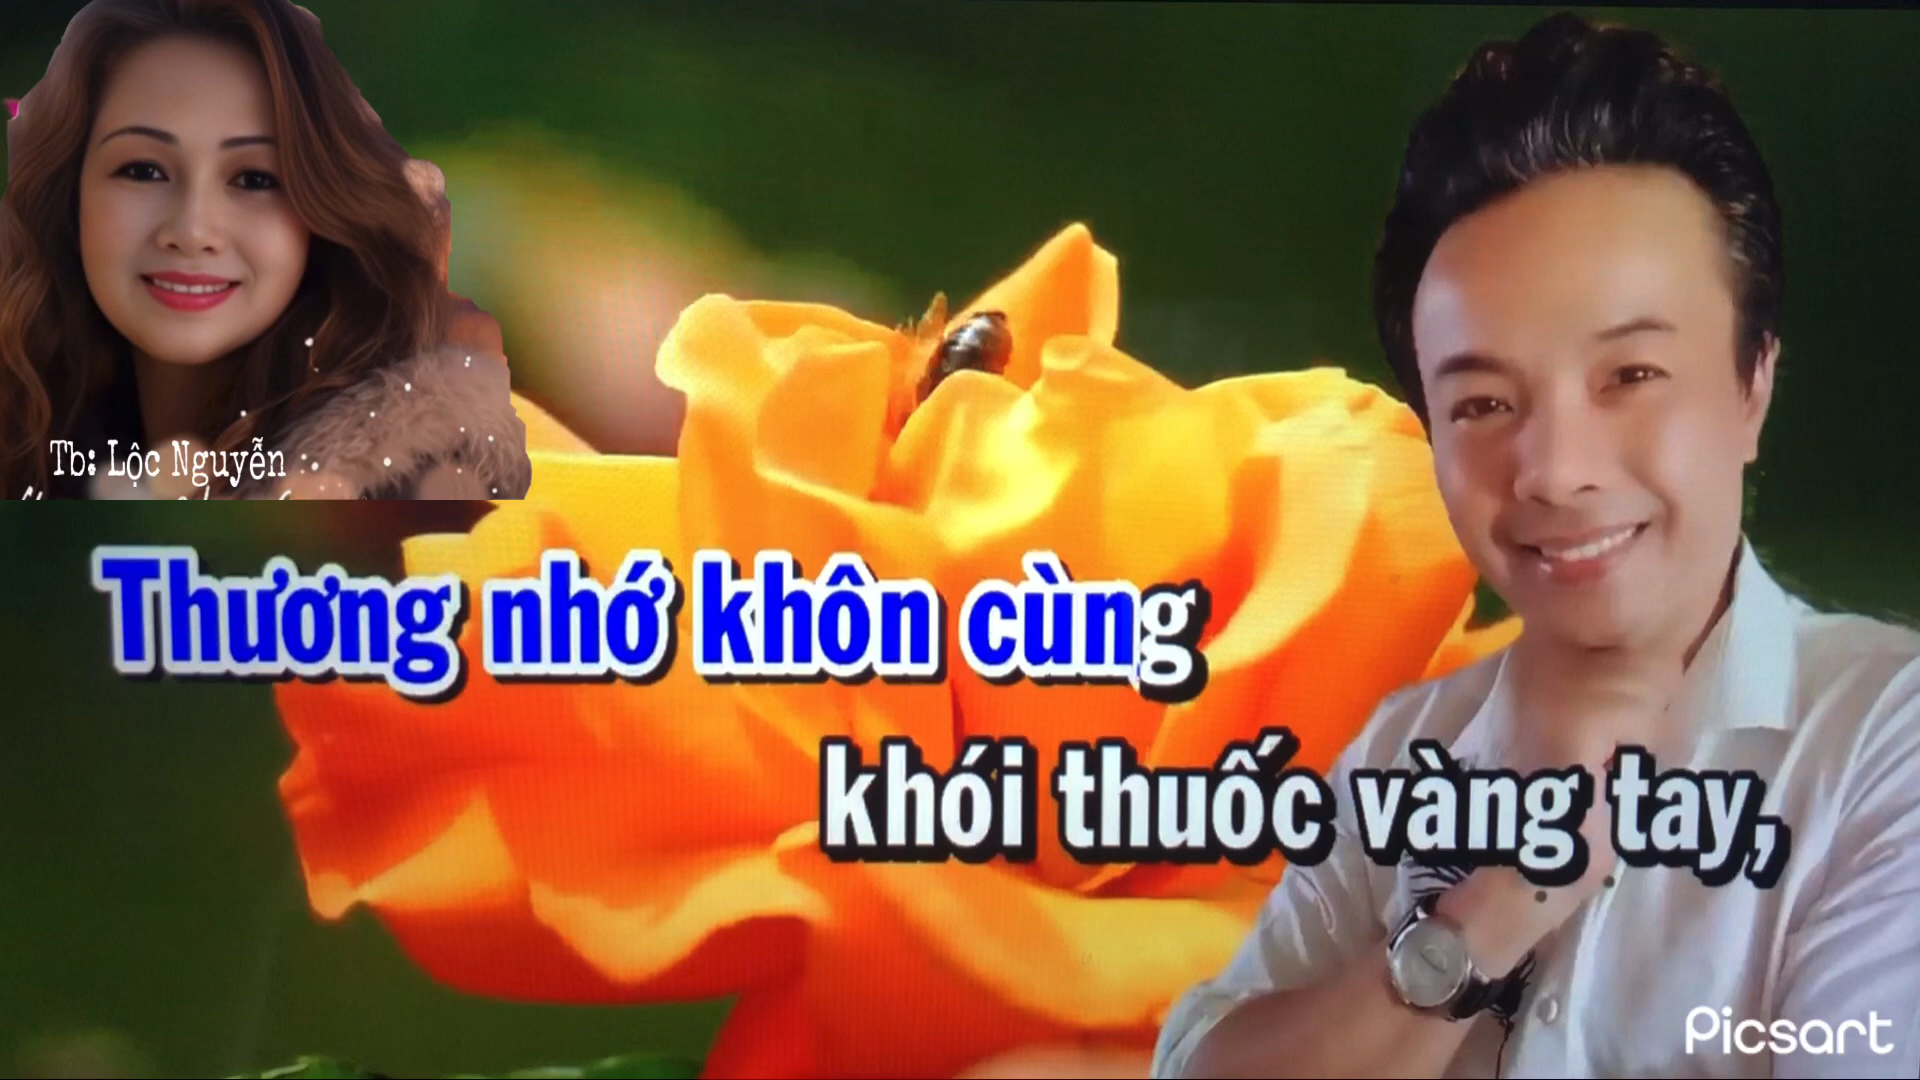 Tb: Lộc Nguyễn
Thương nhớ khôn cùng
khói thuốc vàng tay,
Picsart